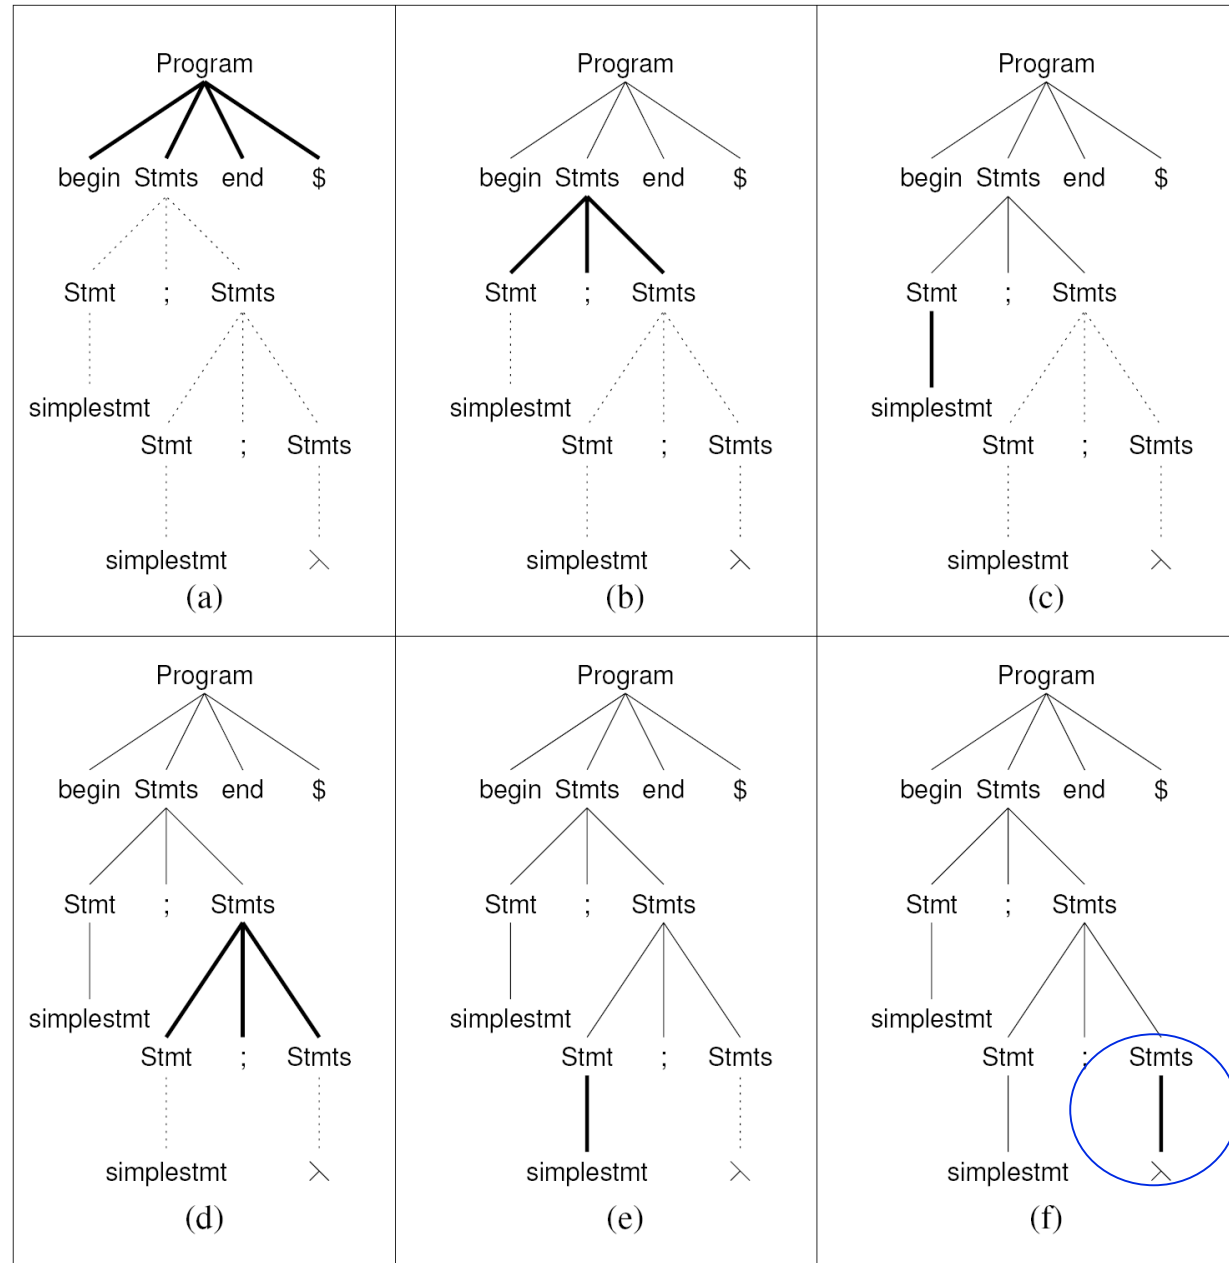 Program
begin Stmts end $
Stmt ; Stmts
simplestmt
Stmt ; Stmts
simplestmt λ
(a)
Program
begin Stmts end $
Stmt ; Stmts
simplestmt
Stmt ; Stmts
simplestmt λ
(b)
Program
begin Stmts end $
Stmt ; Stmts
simplestmt
Stmt ; Stmts
simplestmt λ
(c)
Program
begin Stmts end $
Stmt ; Stmts
simplestmt
Stmt ; Stmts
simplestmt λ
(d)
Program
begin Stmts end $
Stmt ; Stmts
simplestmt
Stmt ; Stmts
simplestmt λ
(e)
Program
begin Stmts end $
Stmt ; Stmts
simplestmt
Stmt ; Stmts
simplestmt λ
(f)